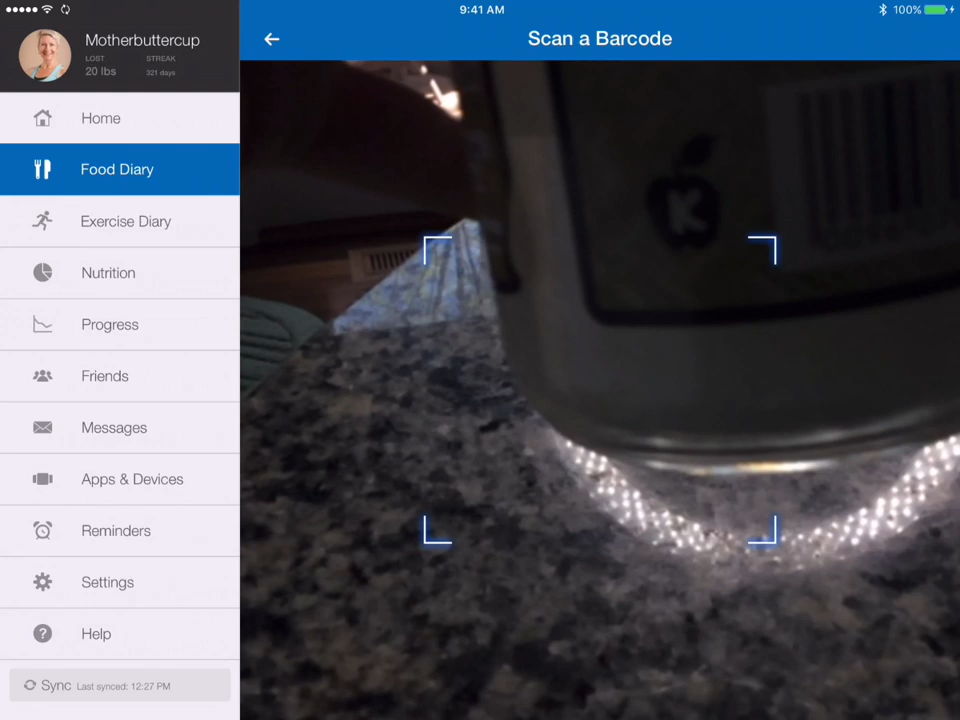 9:41 AM
100%
Motherbuttercup
LOST
STREAK
20 lbs
321 days
Scan a Barcode
Home
Food Diary
Exercise Diary
Nutrition
Progress
Friends
Messages
Apps & Devices
Reminders
Settings
Help
Sync Last synced: 12:27 PM
K